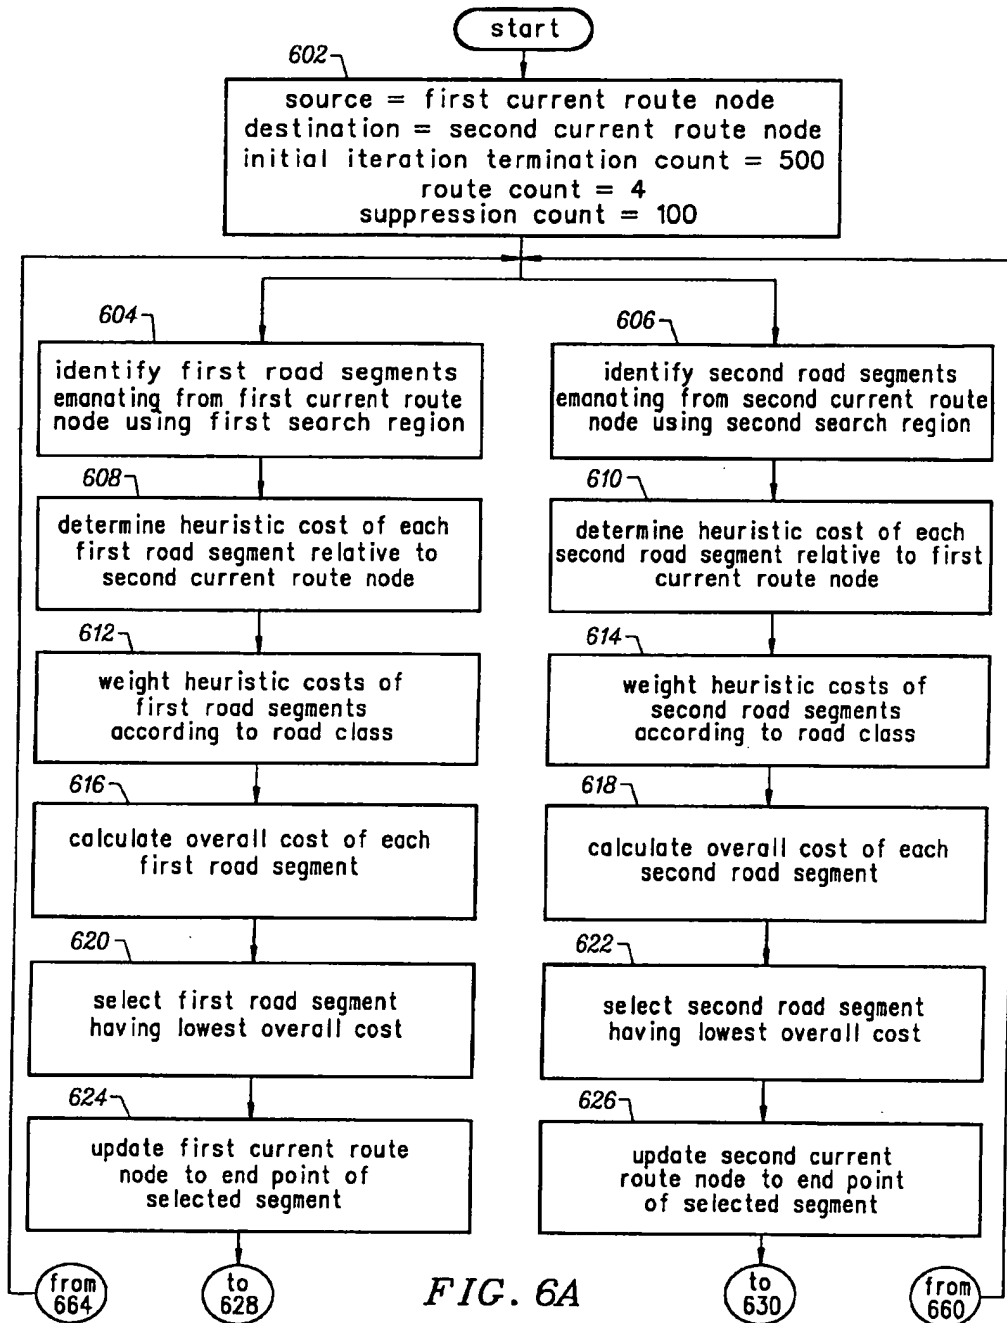 start
602
source = first current route node
destination = second current route node
initial iteration termination count = 500
route count = 4
suppression count = 100
604
identify first road segments
emanating from first current route
node using first search region
606
identify second road segments
emanating from second current route
node using second search region
608
determine heuristic cost of each
first road segment relative to
second current route node
610
determine heuristic cost of each
second road segment relative to first
current route node
612
weight heuristic costs of
first road segments
according to road class
614
weight heuristic costs of
second road segments
according to road class
616
calculate overall cost of each
first road segment
618
calculate overall cost of each
second road segment
620
select first road segment
having lowest overall cost
622
select second road segment
having lowest overall cost
624
update first current route
node to end point of
selected segment
626
update second current
route node to end point
of selected segment
from
664
to
628
FIG. 6A
to
630
from
660